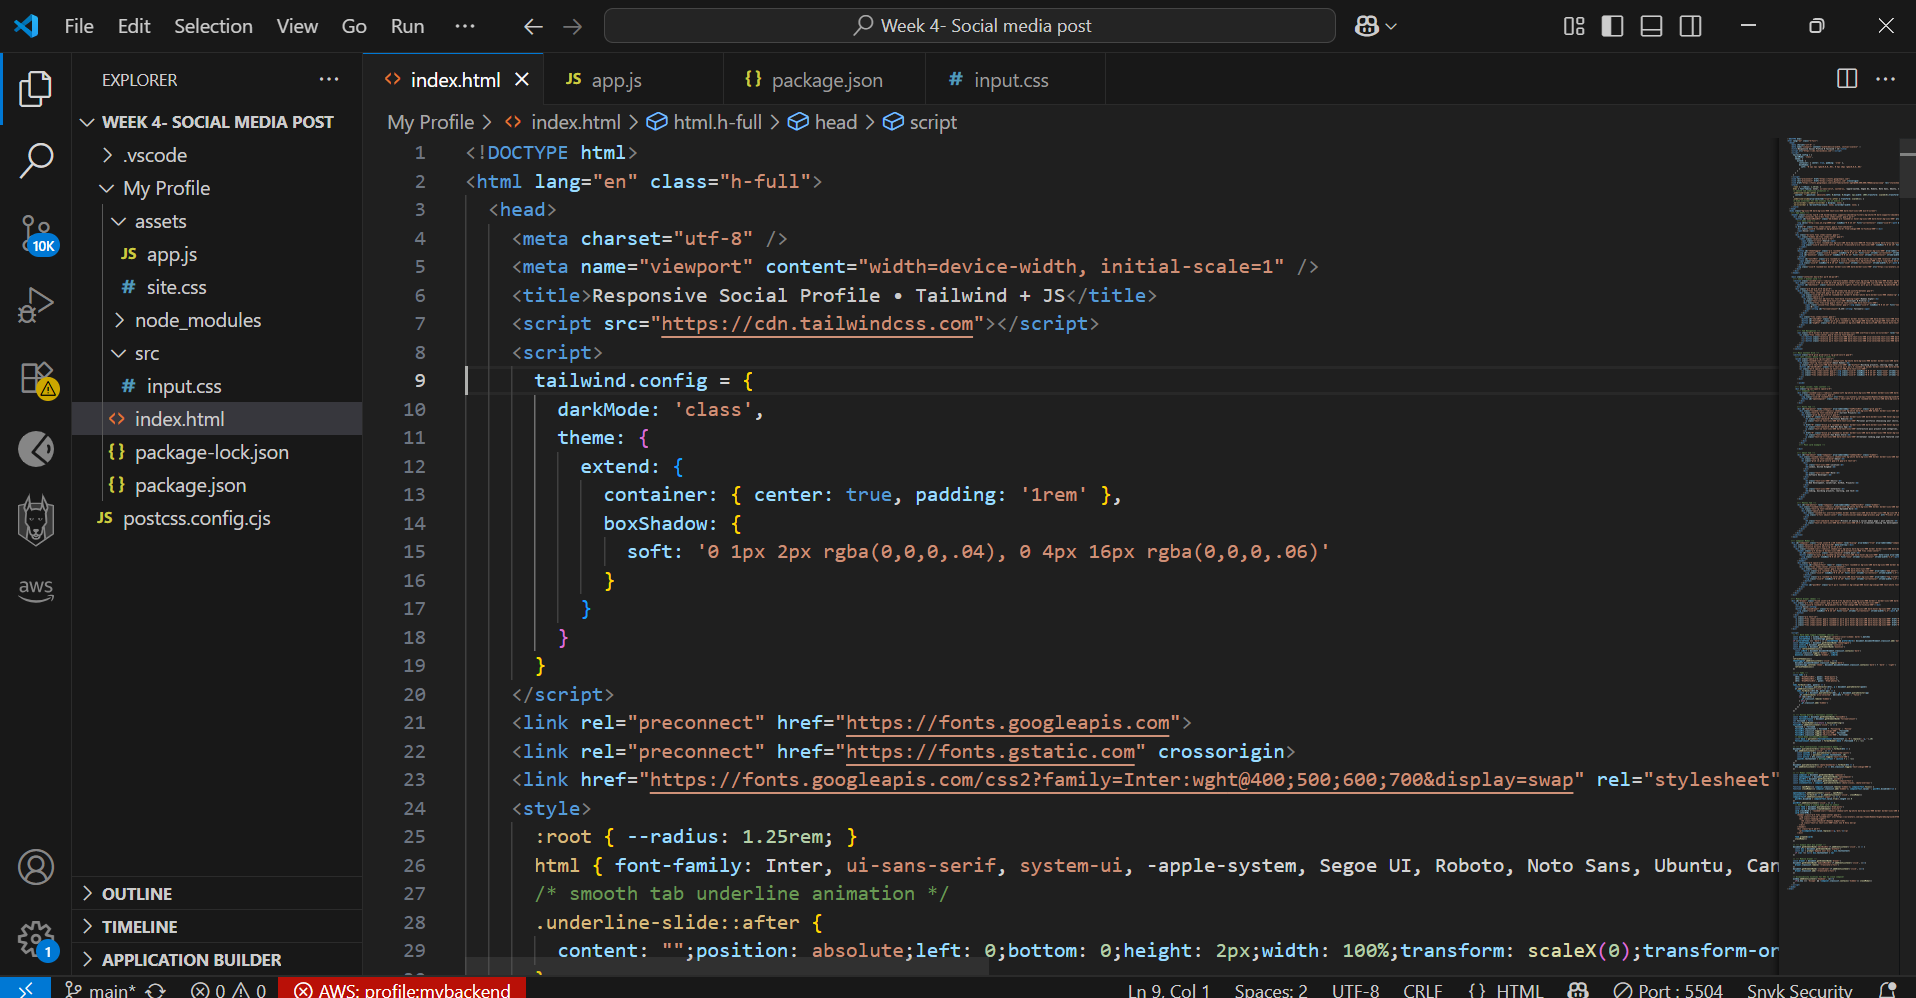 File Edit Selection View Go Run ··· Week 4- Social media post
EXPLORER ···
index.html
JS app.js
{} package.json
# input.css
WEEK 4- SOCIAL MEDIA POST
.vscode
My Profile
assets
JS app.js
# site.css
node_modules
src
# input.css
<> index.html
{} package-lock.json
{} package.json
JS postcss.config.cjs
OUTLINE
TIMELINE
APPLICATION BUILDER
10K
aws
1
My Profile > <> index.html > html.h-full > head > script
1 <!DOCTYPE html>
2 <html lang="en" class="h-full">
3 <head>
4 <meta charset="utf-8" />
5 <meta name="viewport" content="width=device-width, initial-scale=1" />
6 <title>Responsive Social Profile • Tailwind + JS</title>
7 <script src="https://cdn.tailwindcss.com"></script>
8 <script>
9 tailwind.config = {
10 darkMode: 'class',
11 theme: {
12 extend: {
13 container: { center: true, padding: '1rem' },
14 boxShadow: {
15 soft: '0 1px 2px rgba(0,0,0,.04), 0 4px 16px rgba(0,0,0,.06)'
16 }
17 }
18 }
19 }
20 </script>
21 <link rel="preconnect" href="https://fonts.googleapis.com">
22 <link rel="preconnect" href="https://fonts.gstatic.com" crossorigin>
23 <link href="https://fonts.googleapis.com/css2?family=Inter:wght@400;500;600;700&display=swap" rel="stylesheet"
24 <style>
25 :root { --radius: 1.25rem; }
26 html { font-family: Inter, ui-sans-serif, system-ui, -apple-system, Segoe UI, Roboto, Noto Sans, Ubuntu, Can
27 /* smooth tab underline animation */
28 .underline-slide::after {
29 content: "";position: absolute;left: 0;bottom: 0;height: 2px;width: 100%;transform: scaleX(0);transform-or
main* 0 0 AWS: profile:mybackend Ln 9, Col 1 Spaces: 2 UTF-8 CRLF {} HTML Port : 5504 Snyk Security